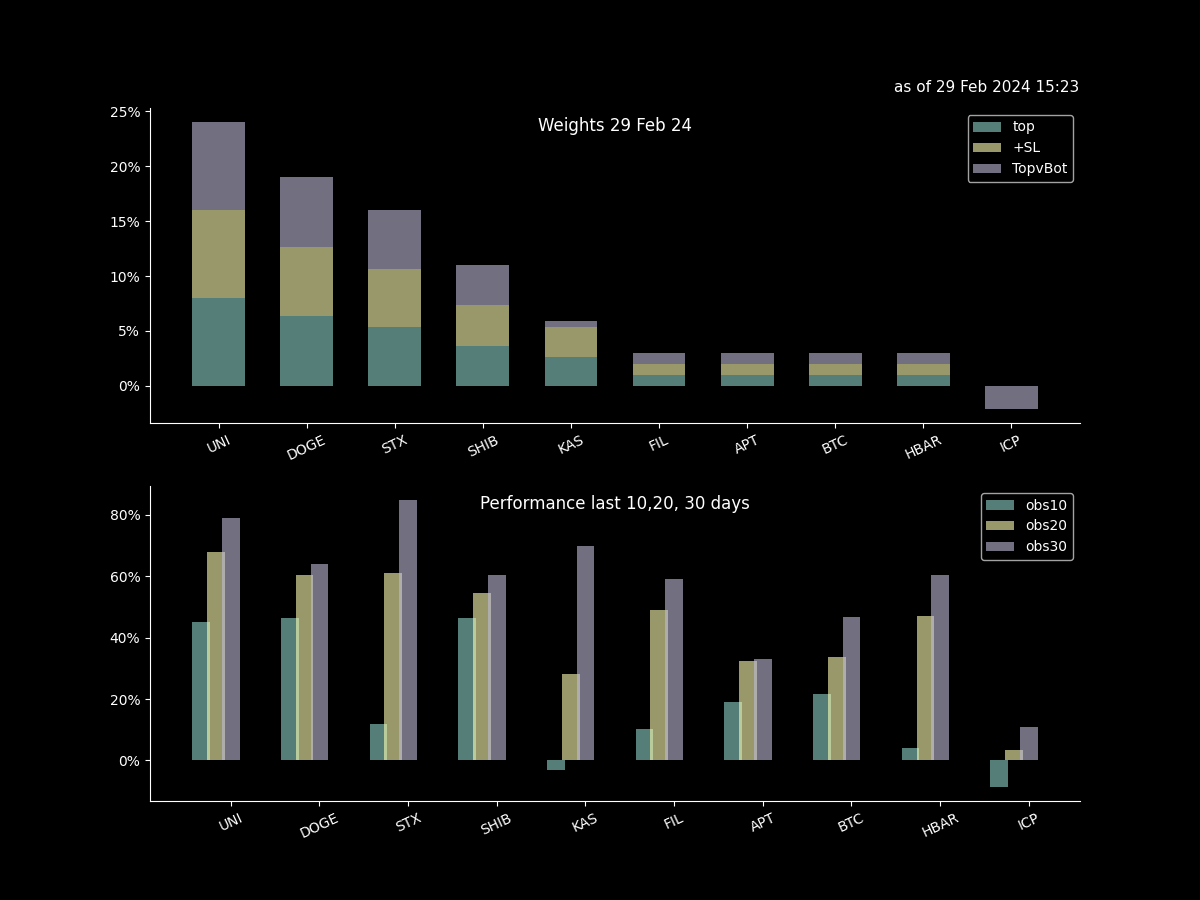 as of 29 Feb 2024 15:23
Weights 29 Feb 24
top
+SL
TopvBot
25%
20%
15%
10%
5%
0%
UNI DOGE STX SHIB KAS FIL APT BTC HBAR ICP
Performance last 10,20, 30 days
obs10
obs20
obs30
80%
60%
40%
20%
0%
UNI DOGE STX SHIB KAS FIL APT BTC HBAR ICP